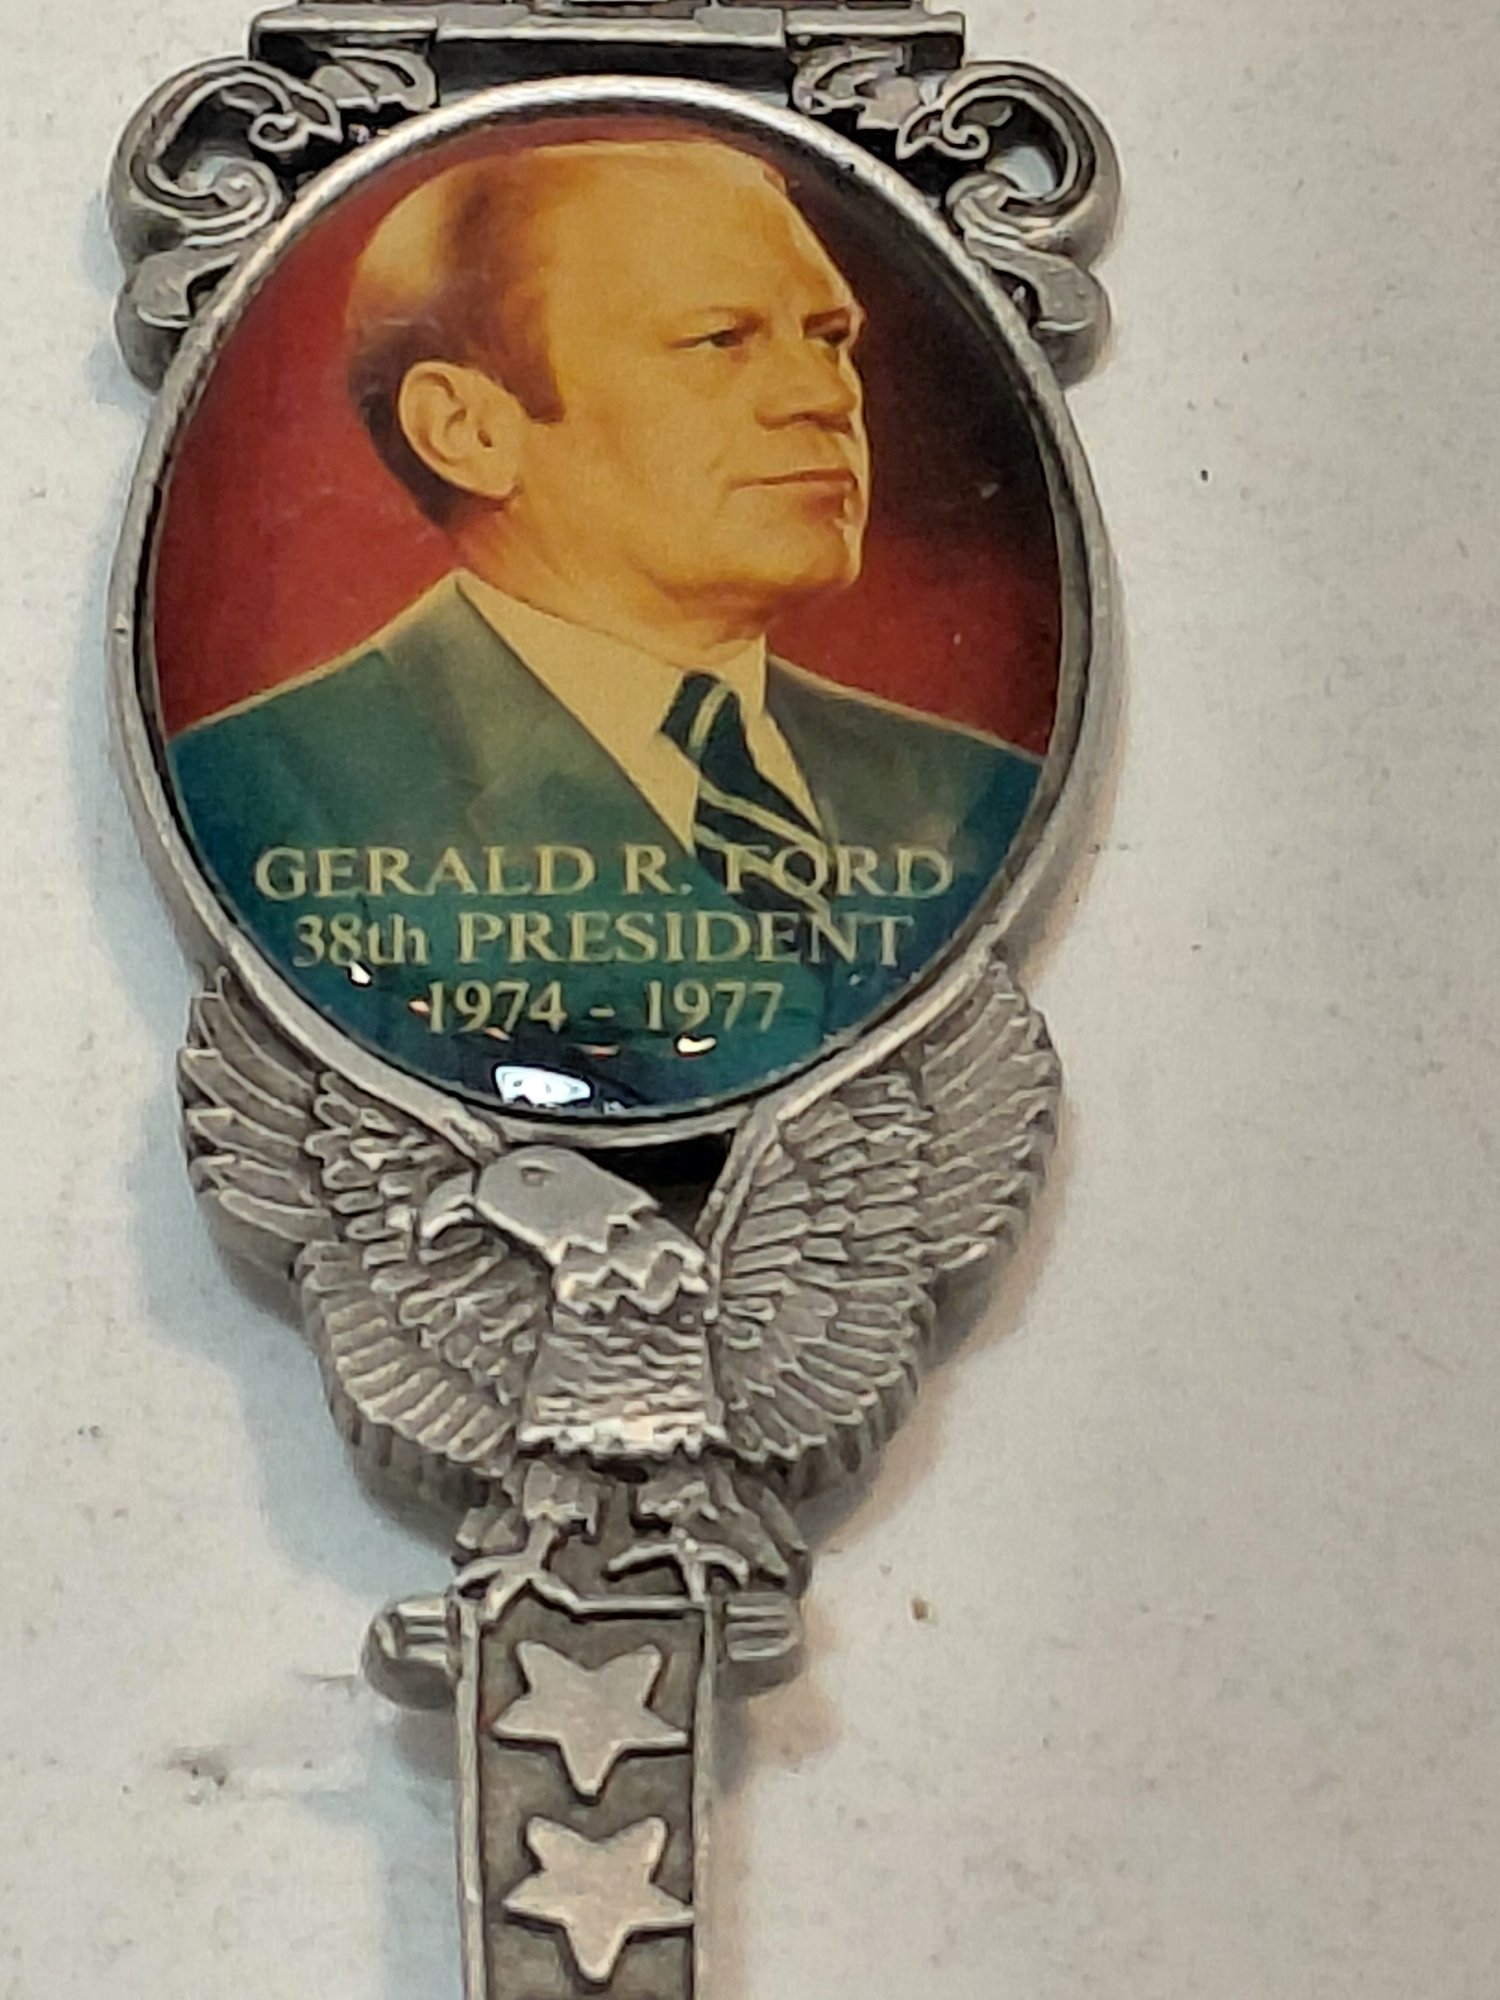 GERALD R. FORD
38th PRESIDENT
1974 - 1977